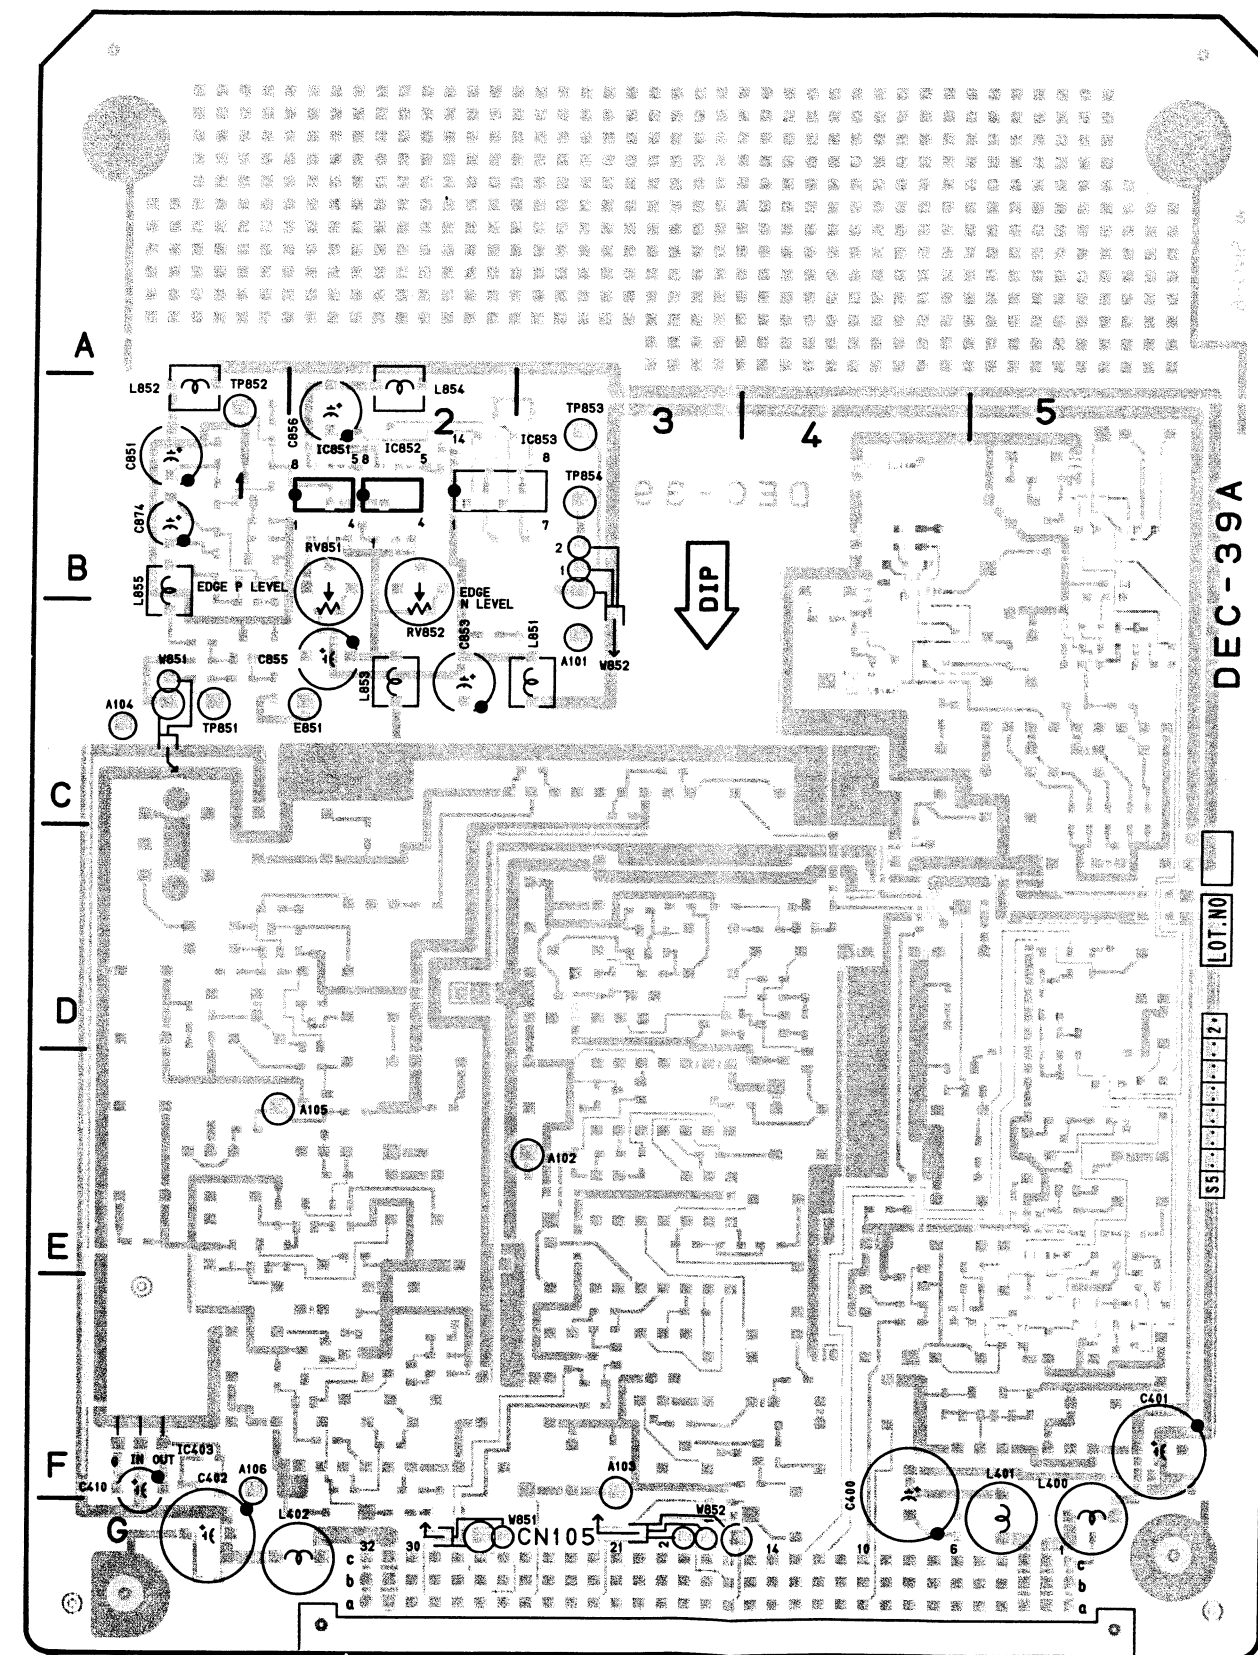 A
L852
TP852
L854
TP853
C856
2
3
4
5
C851
IC851
IC852
14
IC853
8
8
5 8
5
TP854
DEC-39
DEC-39A
1
1
4
4
1
7
C874
RV851
1
2
1
B
L855
EDGE P LEVEL
EDGE
N LEVEL
DIP
RV852
C853
L851
C855
A101
W852
W851
L853
A104
TP851
E851
C
LOT.NO
D
2
A105
A102
S5
E
C401
IN OUT
IC403
F
C410
C402
A106
A103
C400
L401
L400
G
L402
W851
W852
32
30
CN105
21
2
14
10
6
1
c
b
a
c
b
a